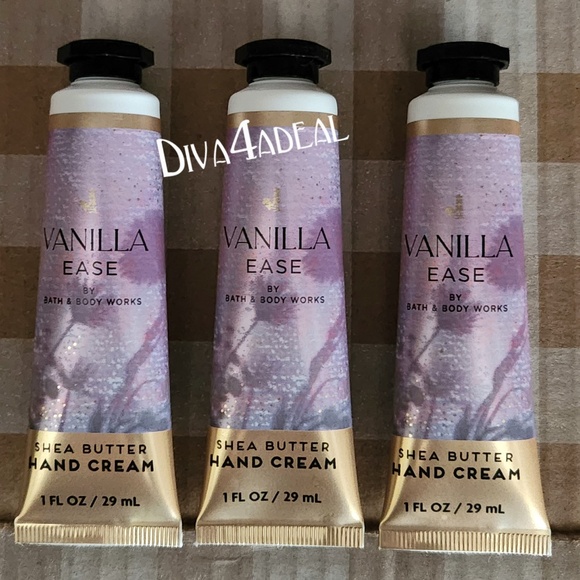 Diva4adeal
VANILLA
EASE
BY
BATH & BODY WORKS
SHEA BUTTER
HAND CREAM
1 FL OZ / 29 mL
VANILLA
EASE
BY
BATH & BODY WORKS
SHEA BUTTER
HAND CREAM
1 FL OZ / 29 mL
VANILLA
EASE
BY
BATH & BODY WORKS
SHEA BUTTER
HAND CREAM
1 FL OZ / 29 mL